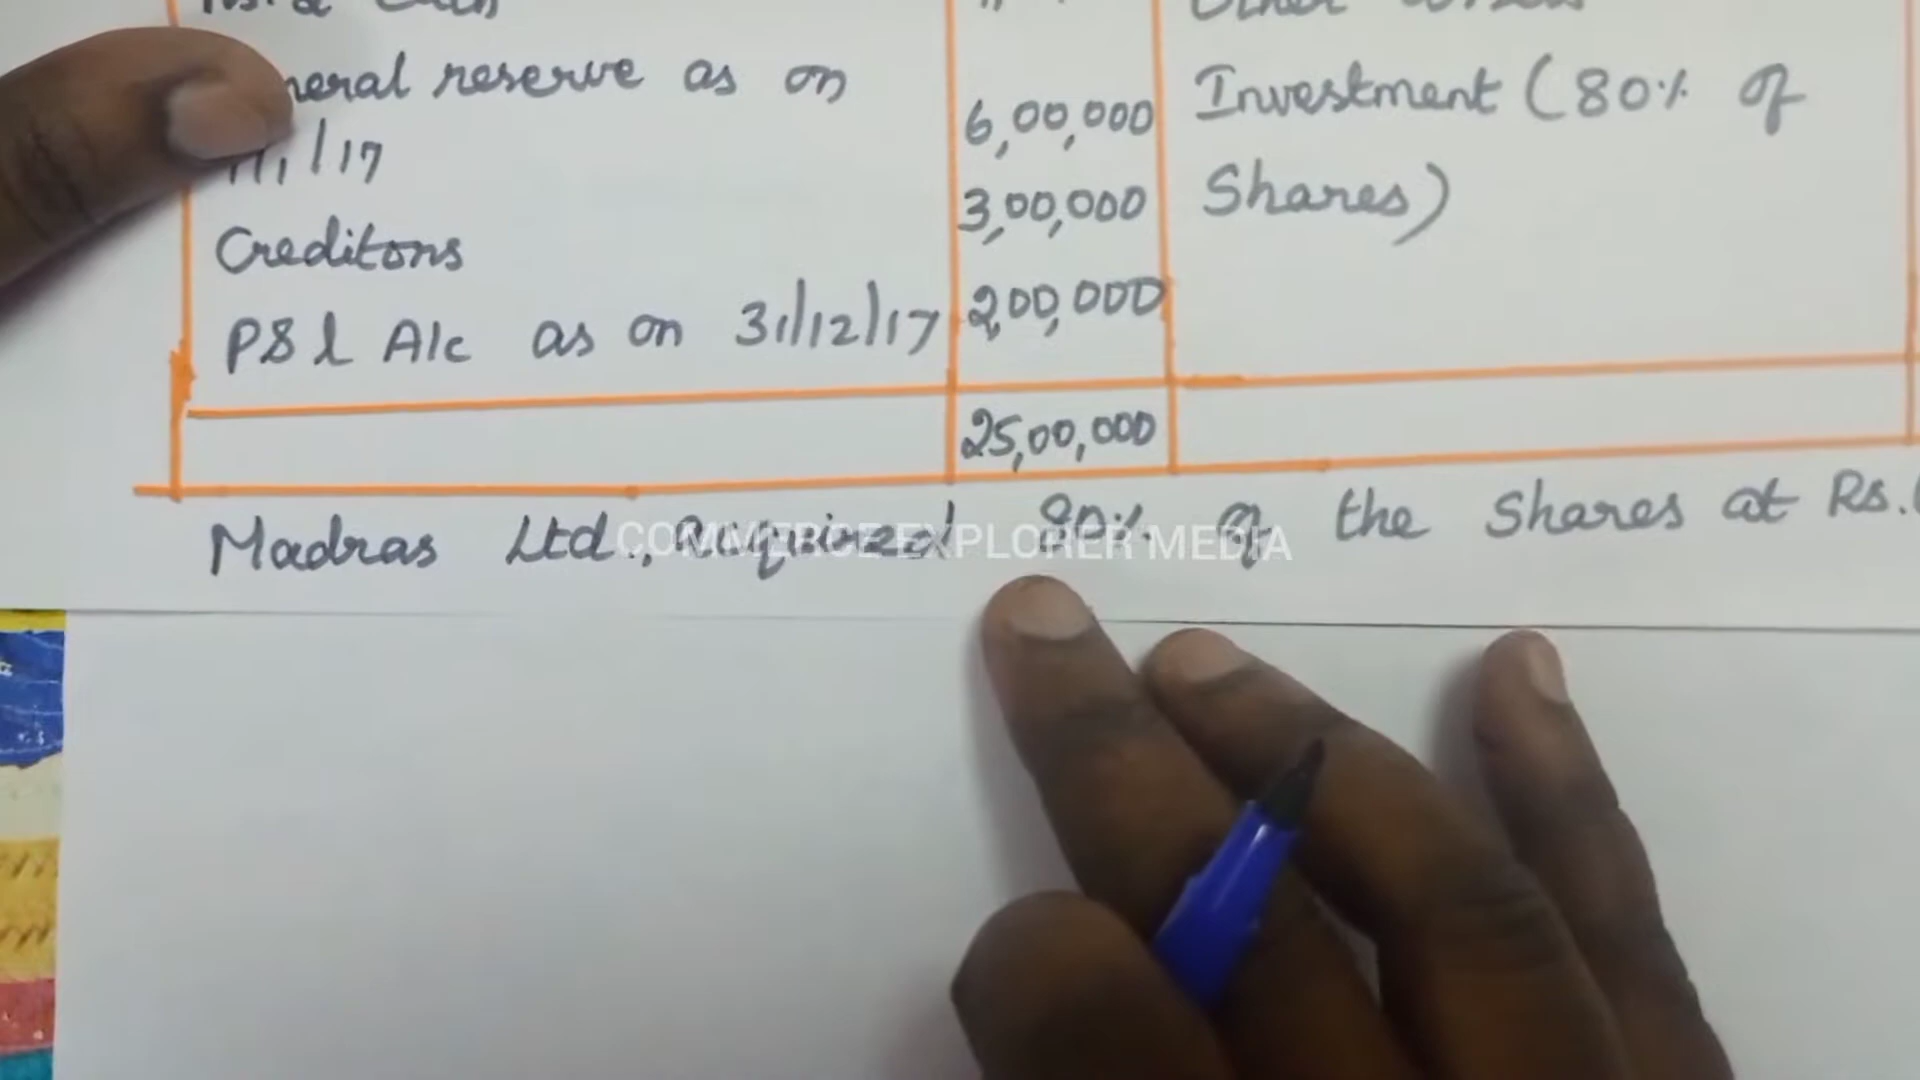 neral reserve as on
6,00,000
Investment (80% of
1/17
3,00,000
Shares)
Creditors
P&L A/c as on 31/12/17
2,00,000
25,00,000
Madras Ltd., acquired 80% of the shares at Rs.
COMMERCE EXPLORER MEDIA